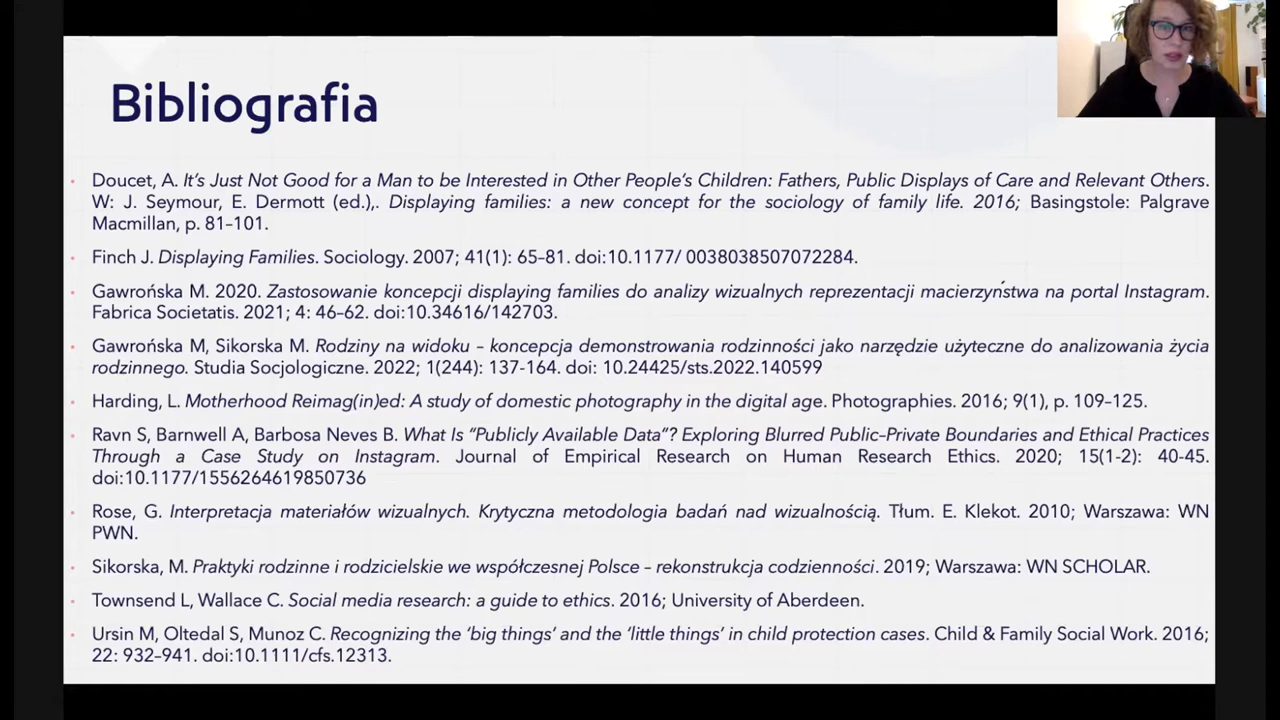 Bibliografia
Doucet, A. It's Just Not Good for a Man to be Interested in Other People's Children: Fathers, Public Displays of Care and Relevant Others.
W: J. Seymour, E. Dermott (ed.),. Displaying families: a new concept for the sociology of family life. 2016; Basingstole: Palgrave
Macmillan, p. 81–101.
Finch J. Displaying Families. Sociology. 2007; 41(1): 65–81. doi:10.1177/ 0038038507072284.
Gawrońska M. 2020. Zastosowanie koncepcji displaying families do analizy wizualnych reprezentacji macierzyństwa na portal Instagram.
Fabrica Societatis. 2021; 4: 46–62. doi:10.34616/142703.
Gawrońska M, Sikorska M. Rodziny na widoku – koncepcja demonstrowania rodzinności jako narzędzie użyteczne do analizowania życia
rodzinnego. Studia Socjologiczne. 2022; 1(244): 137-164. doi: 10.24425/sts.2022.140599
Harding, L. Motherhood Reimag(in)ed: A study of domestic photography in the digital age. Photographies. 2016; 9(1), p. 109–125.
Ravn S, Barnwell A, Barbosa Neves B. What Is “Publicly Available Data”? Exploring Blurred Public–Private Boundaries and Ethical Practices
Through a Case Study on Instagram. Journal of Empirical Research on Human Research Ethics. 2020; 15(1-2): 40-45.
doi:10.1177/1556264619850736
Rose, G. Interpretacja materiałów wizualnych. Krytyczna metodologia badań nad wizualnością. Tłum. E. Klekot. 2010; Warszawa: WN
PWN.
Sikorska, M. Praktyki rodzinne i rodzicielskie we współczesnej Polsce – rekonstrukcja codzienności. 2019; Warszawa: WN SCHOLAR.
Townsend L, Wallace C. Social media research: a guide to ethics. 2016; University of Aberdeen.
Ursin M, Oltedal S, Munoz C. Recognizing the ‘big things’ and the ‘little things’ in child protection cases. Child & Family Social Work. 2016;
22: 932–941. doi:10.1111/cfs.12313.